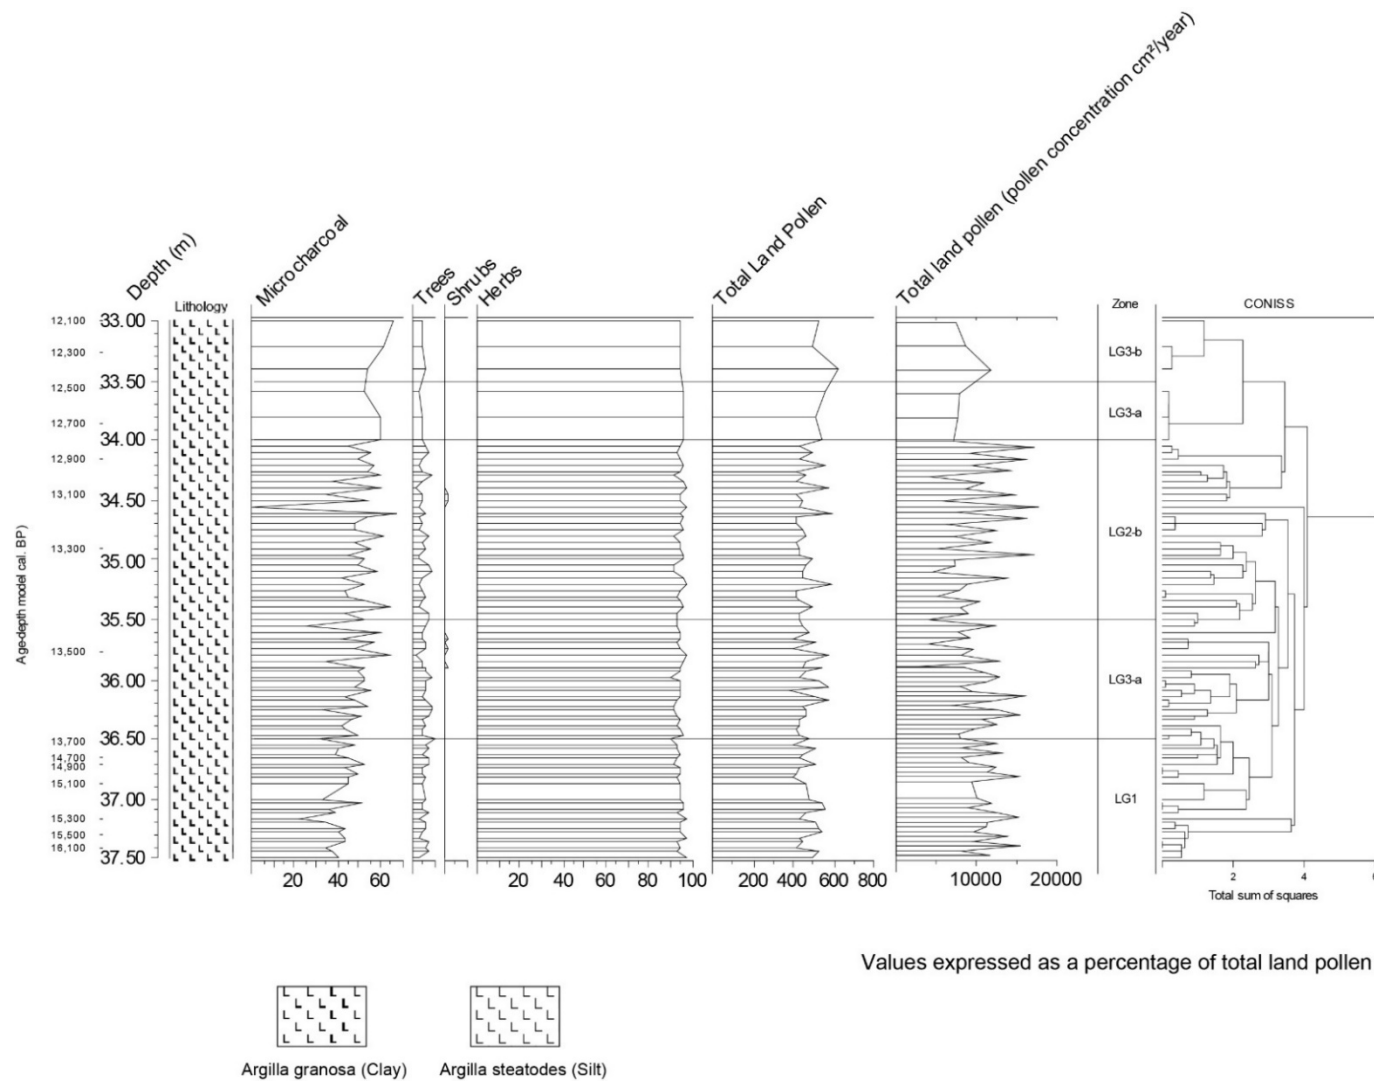 Depth (m)
Lithology
Microcharcoal
Trees
Shrubs
Herbs
Total Land Pollen
Total land pollen (pollen concentration cm²/year)
Zone
CONISS
Age-depth model cal. BP)
12,100
33.00
12,300
LG3-b
33.50
12,500
12,700
LG3-a
34.00
12,900
13,100
34.50
LG2-b
13,300
35.00
35.50
13,500
36.00
LG3-a
36.50
13,700
14,700
14,900
15,100
37.00
LG1
15,300
15,500
16,100
37.50
20 40 60
20 40 60 80 100
200 400 600 800
10000 20000
2 4 6
Total sum of squares
Values expressed as a percentage of total land pollen
Argilla granosa (Clay)
Argilla steatodes (Silt)